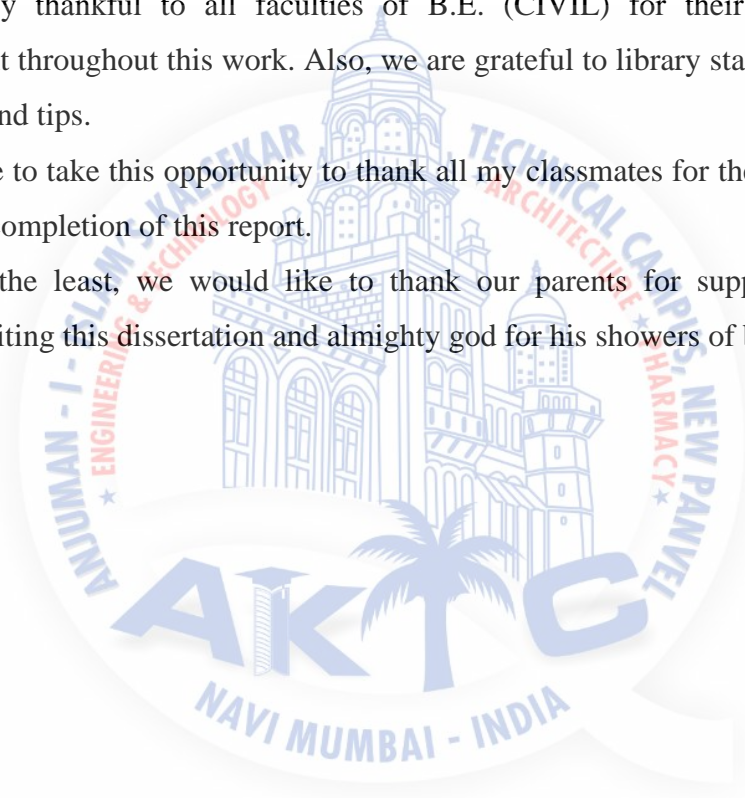 y thankful to all faculties of B.E. (CIVIL) for their
t throughout this work. Also, we are grateful to library sta
nd tips.
e to take this opportunity to thank all my classmates for the
ompletion of this report.
the least, we would like to thank our parents for supp
iting this dissertation and almighty god for his showers of b
ANJUMAN - I - ISLAM'S KALSEKAR TECHNICAL CAMPUS, NEW PANVEL
★ ENGINEERING & TECHNOLOGY ★ ARCHITECTURE ★ PHARMACY ★
AKTC
NAVI MUMBAI - INDIA